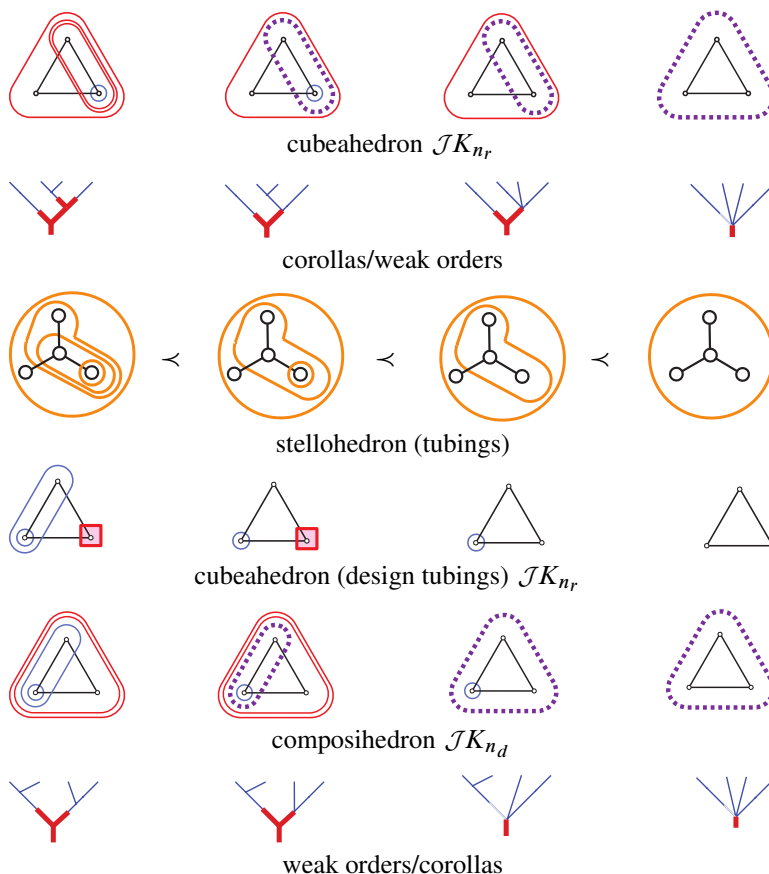 cubeahedron 𝒥K_{n_r}
corollas/weak orders
≺ ≺ ≺
stellohedron (tubings)
cubeahedron (design tubings) 𝒥K_{n_r}
composihedron 𝒥K_{n_d}
weak orders/corollas